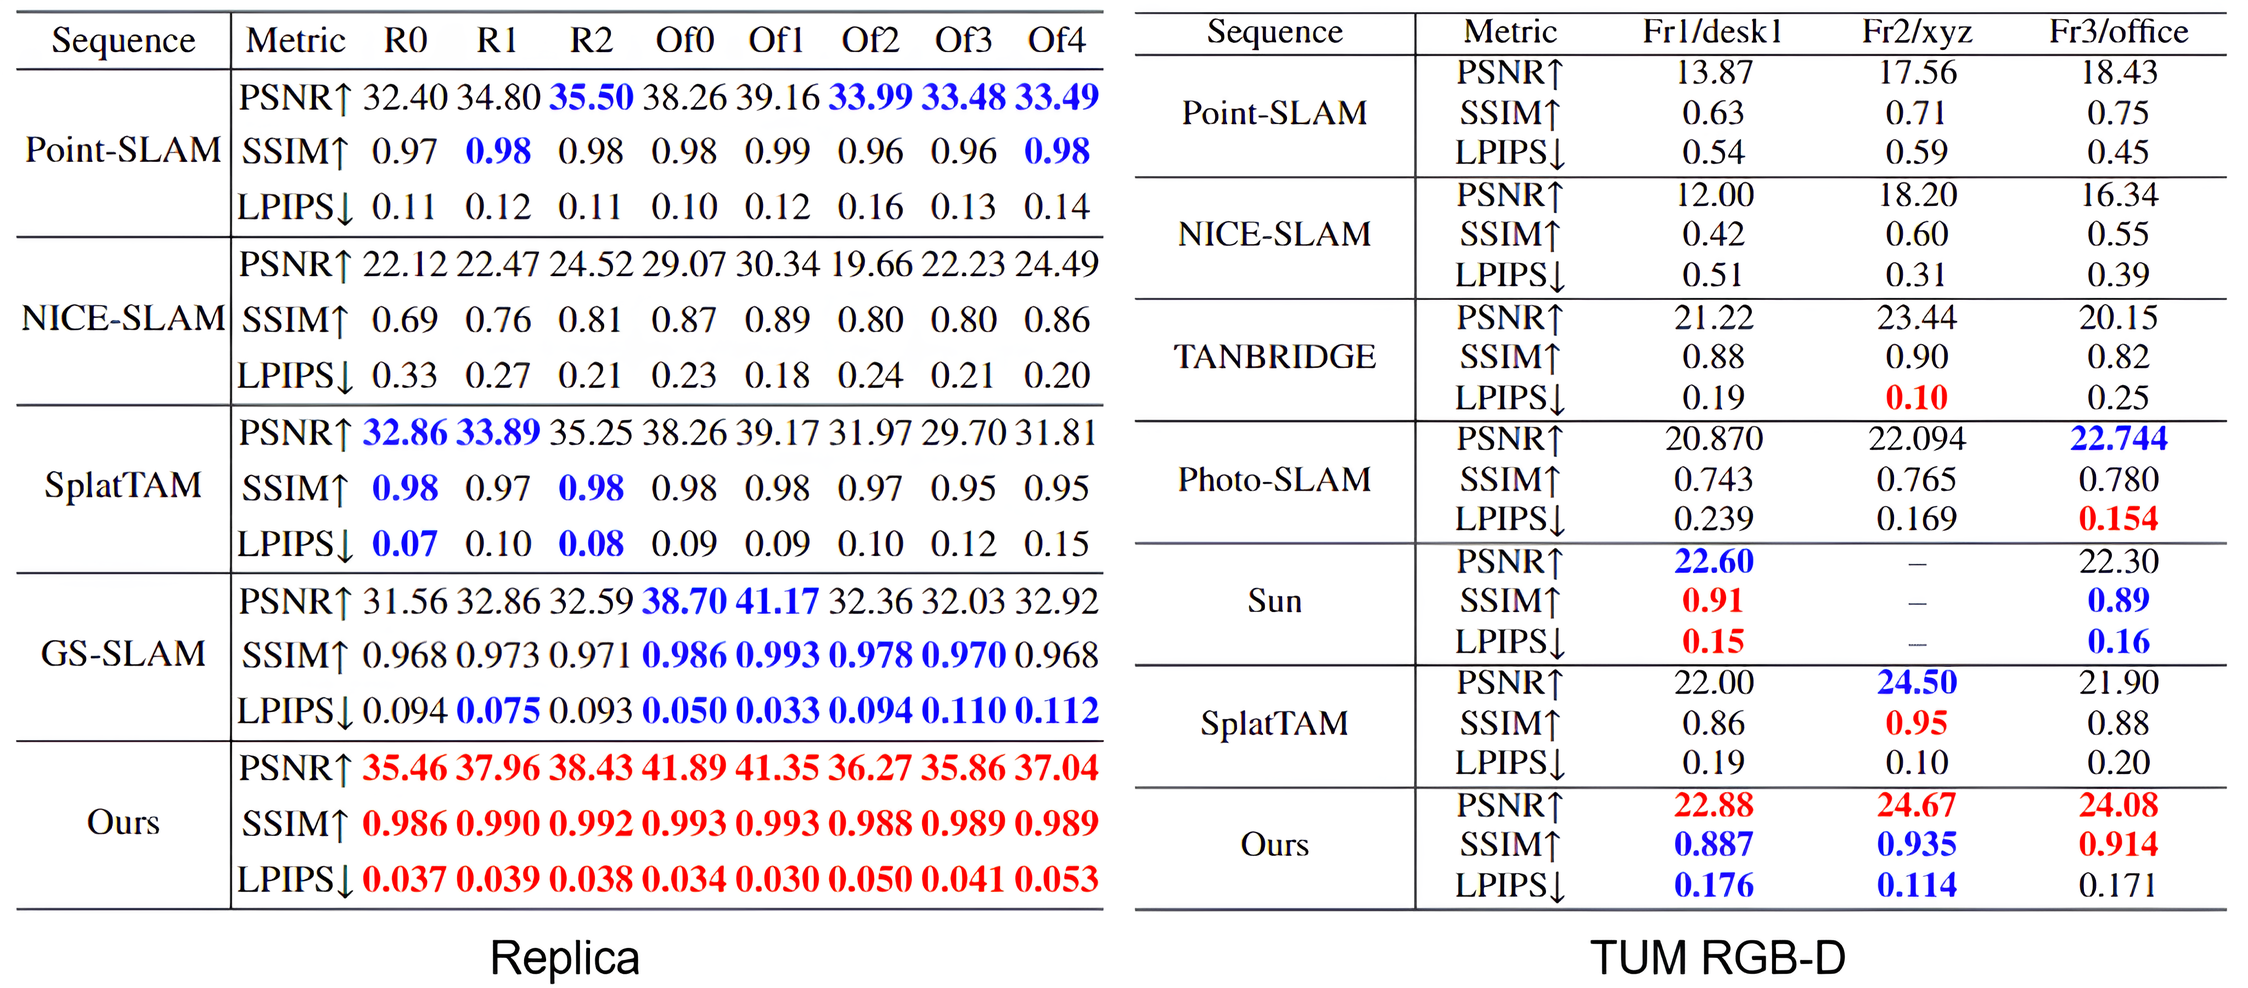 Sequence Metric R0 R1 R2 Of0 Of1 Of2 Of3 Of4
PSNR↑ 32.40 34.80 35.50 38.26 39.16 33.99 33.48 33.49
Point-SLAM SSIM↑ 0.97 0.98 0.98 0.98 0.99 0.96 0.96 0.98
LPIPS↓ 0.11 0.12 0.11 0.10 0.12 0.16 0.13 0.14
PSNR↑ 22.12 22.47 24.52 29.07 30.34 19.66 22.23 24.49
NICE-SLAM SSIM↑ 0.69 0.76 0.81 0.87 0.89 0.80 0.80 0.86
LPIPS↓ 0.33 0.27 0.21 0.23 0.18 0.24 0.21 0.20
PSNR↑ 32.86 33.89 35.25 38.26 39.17 31.97 29.70 31.81
SplatTAM SSIM↑ 0.98 0.97 0.98 0.98 0.98 0.97 0.95 0.95
LPIPS↓ 0.07 0.10 0.08 0.09 0.09 0.10 0.12 0.15
PSNR↑ 31.56 32.86 32.59 38.70 41.17 32.36 32.03 32.92
GS-SLAM SSIM↑ 0.968 0.973 0.971 0.986 0.993 0.978 0.970 0.968
LPIPS↓ 0.094 0.075 0.093 0.050 0.033 0.094 0.110 0.112
PSNR↑ 35.46 37.96 38.43 41.89 41.35 36.27 35.86 37.04
Ours SSIM↑ 0.986 0.990 0.992 0.993 0.993 0.988 0.989 0.989
LPIPS↓ 0.037 0.039 0.038 0.034 0.030 0.050 0.041 0.053
Replica
Sequence Metric Fr1/desk1 Fr2/xyz Fr3/office
PSNR↑ 13.87 17.56 18.43
Point-SLAM SSIM↑ 0.63 0.71 0.75
LPIPS↓ 0.54 0.59 0.45
PSNR↑ 12.00 18.20 16.34
NICE-SLAM SSIM↑ 0.42 0.60 0.55
LPIPS↓ 0.51 0.31 0.39
PSNR↑ 21.22 23.44 20.15
TANBRIDGE SSIM↑ 0.88 0.90 0.82
LPIPS↓ 0.19 0.10 0.25
PSNR↑ 20.870 22.094 22.744
Photo-SLAM SSIM↑ 0.743 0.765 0.780
LPIPS↓ 0.239 0.169 0.154
PSNR↑ 22.60 – 22.30
Sun SSIM↑ 0.91 – 0.89
LPIPS↓ 0.15 – 0.16
PSNR↑ 22.00 24.50 21.90
SplatTAM SSIM↑ 0.86 0.95 0.88
LPIPS↓ 0.19 0.10 0.20
PSNR↑ 22.88 24.67 24.08
Ours SSIM↑ 0.887 0.935 0.914
LPIPS↓ 0.176 0.114 0.171
TUM RGB-D